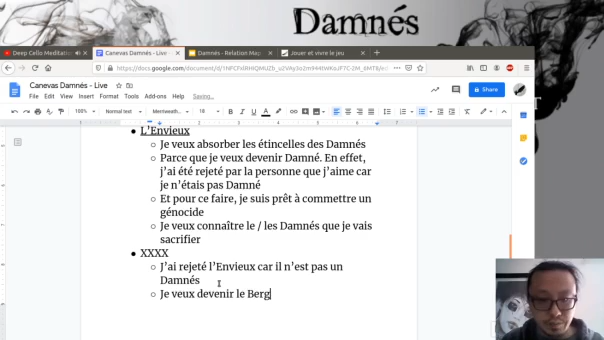 Damnés
Deep Cello Meditation
Canevas Damnés - Live
Damnés - Relation Map
Jouer et vivre le jeu
Canevas Damnés - Live
File Edit View Insert Format Tools
Saving...
Share
100%
Normal text
Merriweath...
18
L'Envieux
Je veux absorber les étincelles des Damnés
Parce que je veux devenir Damné. En effet,
j'ai été rejeté par la personne que j'aime car
je n'étais pas Damné
Et pour ce faire, je suis prêt à commettre un
génocide
Je veux connaître le / les Damnés que je vais
sacrifier
XXXX
J'ai rejeté l'Envieux car il n'est pas un
Damnés
Je veux devenir le Berg